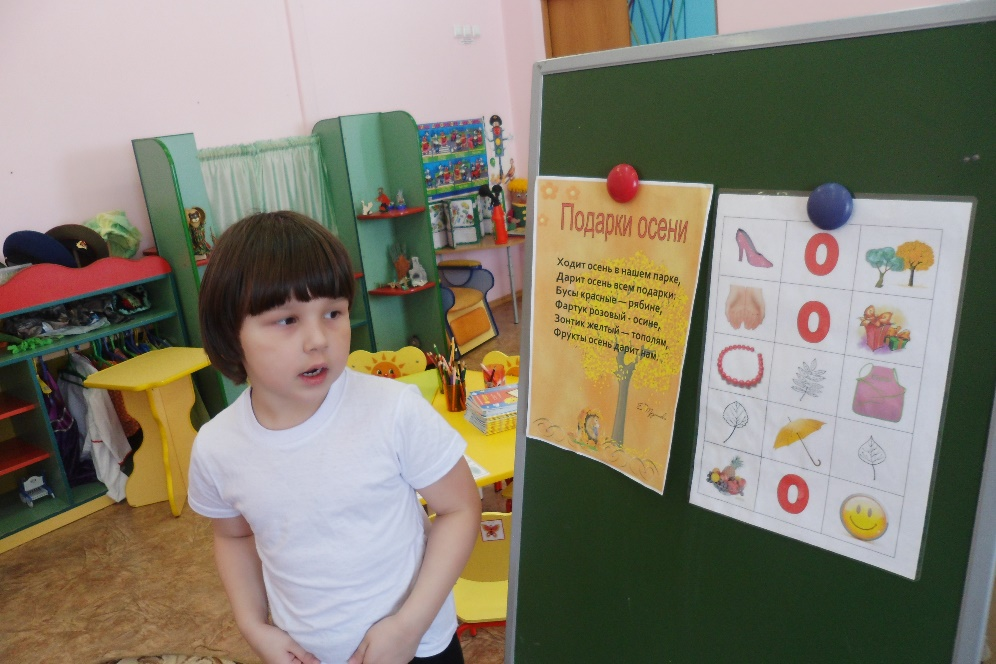 Подарки осени
Ходит осень в нашем парке,
Дарит осень всем подарки:
Бусы красные — рябине,
Фартук розовый - осине,
Зонтик желтый — тополям,
Фрукты осень дарит нам.
О
О
О